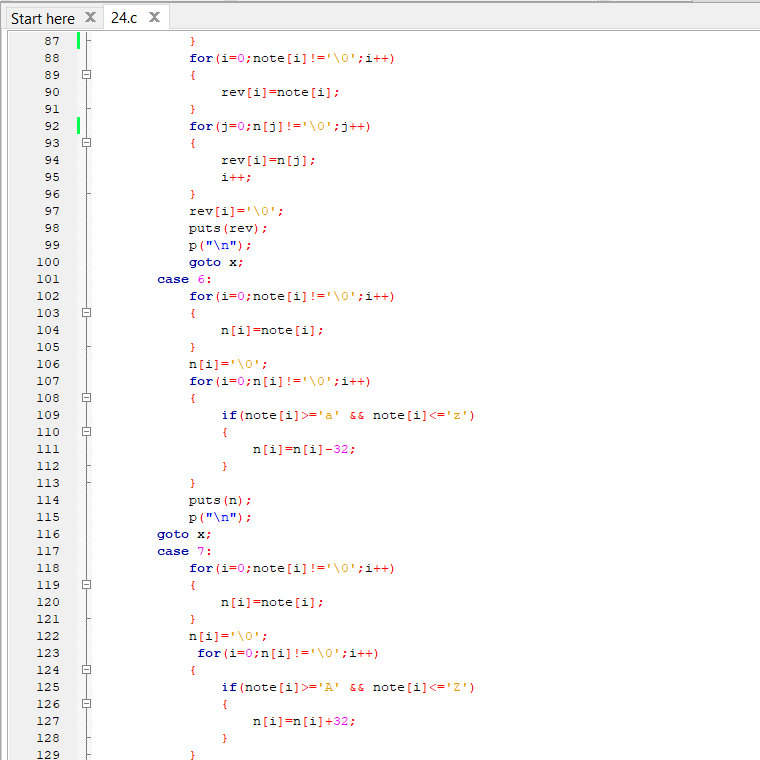 Start here X 24.c X
87 }
88 for(i=0;note[i]!='\0';i++)
89 {
90 rev[i]=note[i];
91 }
92 for(j=0;n[j]!='\0';j++)
93 {
94 rev[i]=n[j];
95 i++;
96 }
97 rev[i]='\0';
98 puts(rev);
99 p("\n");
100 goto x;
101 case 6:
102 for(i=0;note[i]!='\0';i++)
103 {
104 n[i]=note[i];
105 }
106 n[i]='\0';
107 for(i=0;n[i]!='\0';i++)
108 {
109 if(note[i]>='a' && note[i]<='z')
110 {
111 n[i]=n[i]-32;
112 }
113 }
114 puts(n);
115 p("\n");
116 goto x;
117 case 7:
118 for(i=0;note[i]!='\0';i++)
119 {
120 n[i]=note[i];
121 }
122 n[i]='\0';
123 for(i=0;n[i]!='\0';i++)
124 {
125 if(note[i]>='A' && note[i]<='Z')
126 {
127 n[i]=n[i]+32;
128 }
129 }